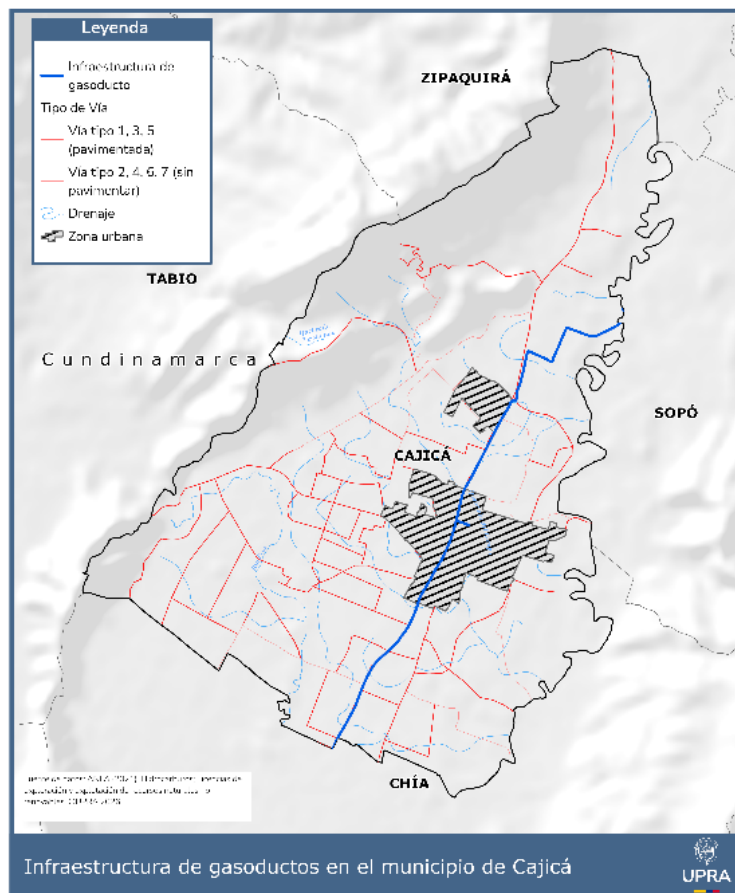 Leyenda
Infraestructura de
gasoducto
Tipo de Vía
Vía tipo 1, 3, 5
(pavimentada)
Vía tipo 2, 4, 6, 7 (sin
pavimentar)
Drenaje
Zona urbana
ZIPAQUIRÁ
TABIO
Cundinamarca
SOPÓ
CAJICÁ
CHÍA
Infraestructura de gasoductos en el municipio de Cajicá
UPRA